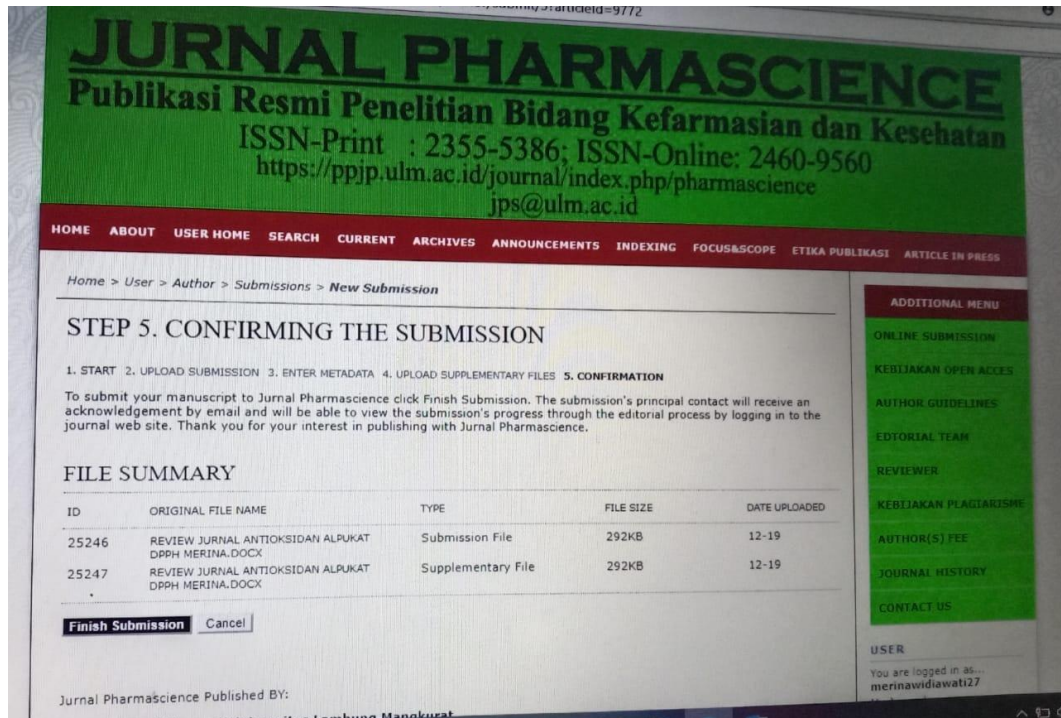 articleId=9772
JURNAL PHARMASCIENCE
Publikasi Resmi Penelitian Bidang Kefarmasian dan Kesehatan
ISSN-Print : 2355-5386; ISSN-Online: 2460-9560
https://ppjp.ulm.ac.id/journal/index.php/pharmascience
jps@ulm.ac.id
HOME ABOUT USER HOME SEARCH CURRENT ARCHIVES ANNOUNCEMENTS INDEXING FOCUS&SCOPE ETIKA PUBLIKASI ARTICLE IN PRESS
Home > User > Author > Submissions > New Submission
STEP 5. CONFIRMING THE SUBMISSION
1. START 2. UPLOAD SUBMISSION 3. ENTER METADATA 4. UPLOAD SUPPLEMENTARY FILES 5. CONFIRMATION
To submit your manuscript to Jurnal Pharmascience click Finish Submission. The submission's principal contact will receive an
acknowledgement by email and will be able to view the submission's progress through the editorial process by logging in to the
journal web site. Thank you for your interest in publishing with Jurnal Pharmascience.
FILE SUMMARY
ID ORIGINAL FILE NAME TYPE FILE SIZE DATE UPLOADED
25246 REVIEW JURNAL ANTIOKSIDAN ALPUKAT Submission File 292KB 12-19
DPPH MERINA.DOCX
25247 REVIEW JURNAL ANTIOKSIDAN ALPUKAT Supplementary File 292KB 12-19
DPPH MERINA.DOCX
Finish Submission Cancel
Jurnal Pharmascience Published BY:
Lambung Mangkurat
ADDITIONAL MENU
ONLINE SUBMISSION
KEBIJAKAN OPEN ACCES
AUTHOR GUIDELINES
EDTORIAL TEAM
REVIEWER
KEBIJAKAN PLAGIARISME
AUTHOR(S) FEE
JOURNAL HISTORY
CONTACT US
USER
You are logged in as...
merinawidiawati27